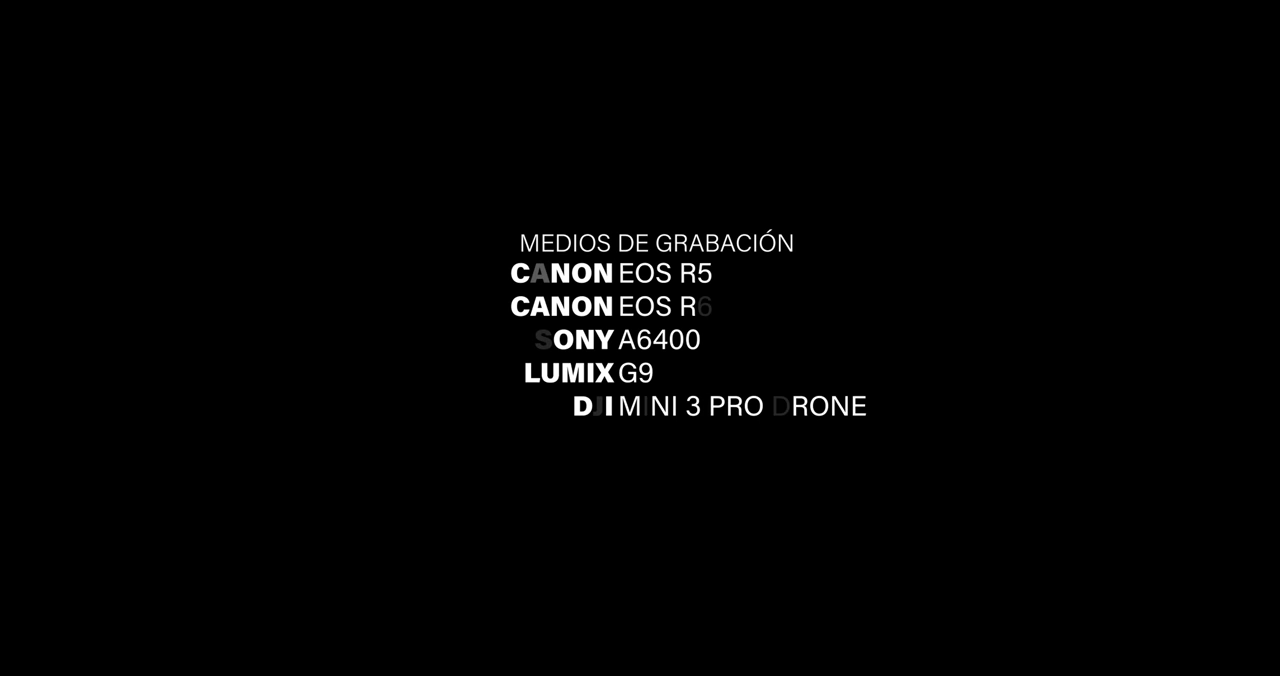 MEDIOS DE GRABACIÓN
CANON EOS R5
CANON EOS R6
SONY A6400
LUMIX G9
DJI MINI 3 PRO DRONE